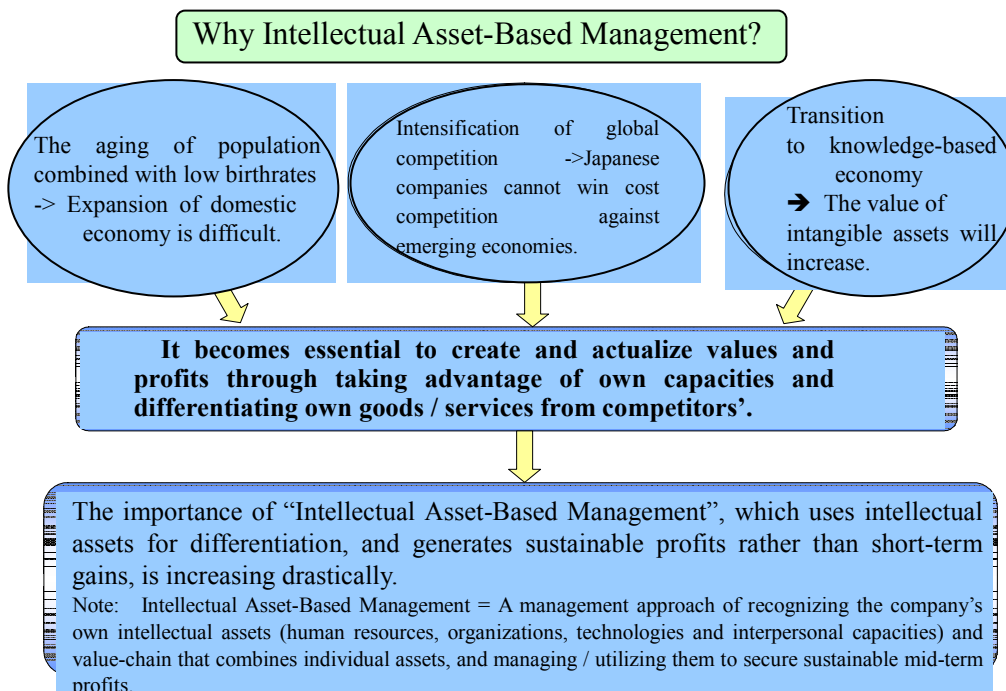 Why Intellectual Asset-Based Management?
The aging of population
combined with low birthrates
-> Expansion of domestic
economy is difficult.
Intensification of global
competition ->Japanese
companies cannot win cost
competition against
emerging economies.
Transition
to knowledge-based
economy
➔ The value of
intangible assets will
increase.
It becomes essential to create and actualize values and
profits through taking advantage of own capacities and
differentiating own goods / services from competitors’.
The importance of “Intellectual Asset-Based Management”, which uses intellectual
assets for differentiation, and generates sustainable profits rather than short-term
gains, is increasing drastically.
Note: Intellectual Asset-Based Management = A management approach of recognizing the company’s
own intellectual assets (human resources, organizations, technologies and interpersonal capacities) and
value-chain that combines individual assets, and managing / utilizing them to secure sustainable mid-term
profits.